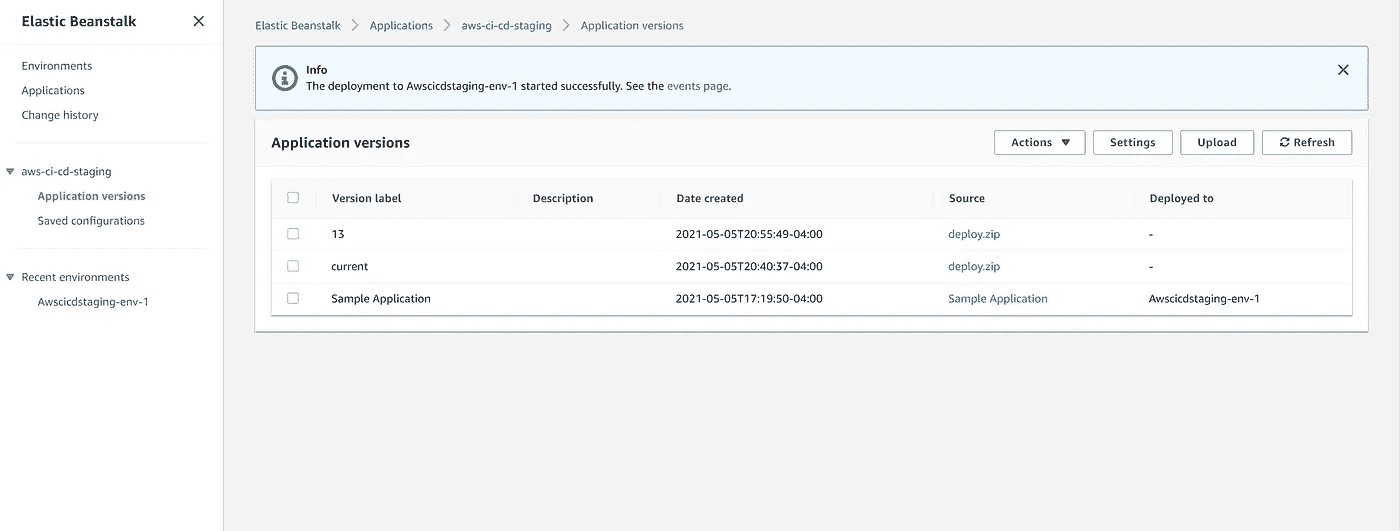 Elastic Beanstalk
Environments
Applications
Change history
aws-ci-cd-staging
Application versions
Saved configurations
Recent environments
Awscicdstaging-env-1
Elastic Beanstalk Applications aws-ci-cd-staging Application versions
Info
The deployment to Awscicdstaging-env-1 started successfully. See the events page.
Application versions Actions Settings Upload Refresh
Version label Description Date created Source Deployed to
13 2021-05-05T20:55:49-04:00 deploy.zip -
current 2021-05-05T20:40:37-04:00 deploy.zip -
Sample Application 2021-05-05T17:19:50-04:00 Sample Application Awscicdstaging-env-1